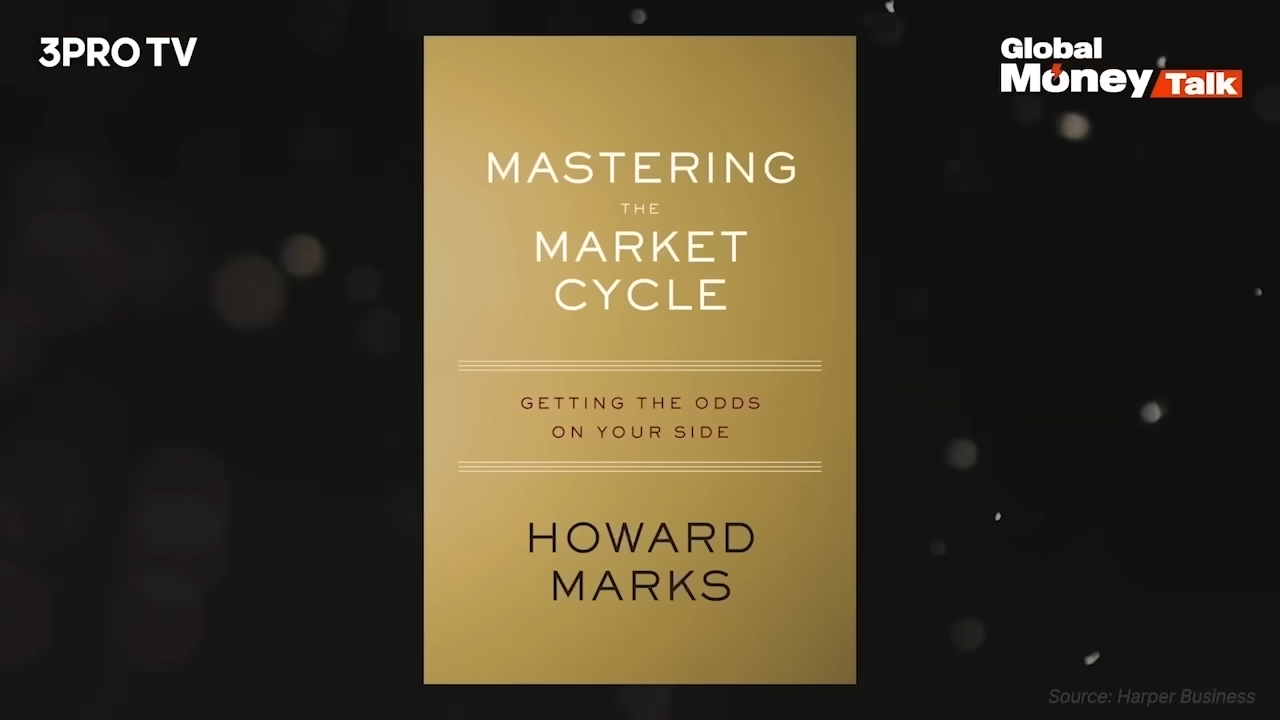 3PRO TV
Global
Money Talk
MASTERING
THE
MARKET
CYCLE
GETTING THE ODDS
ON YOUR SIDE
HOWARD
MARKS
Source: Harper Business